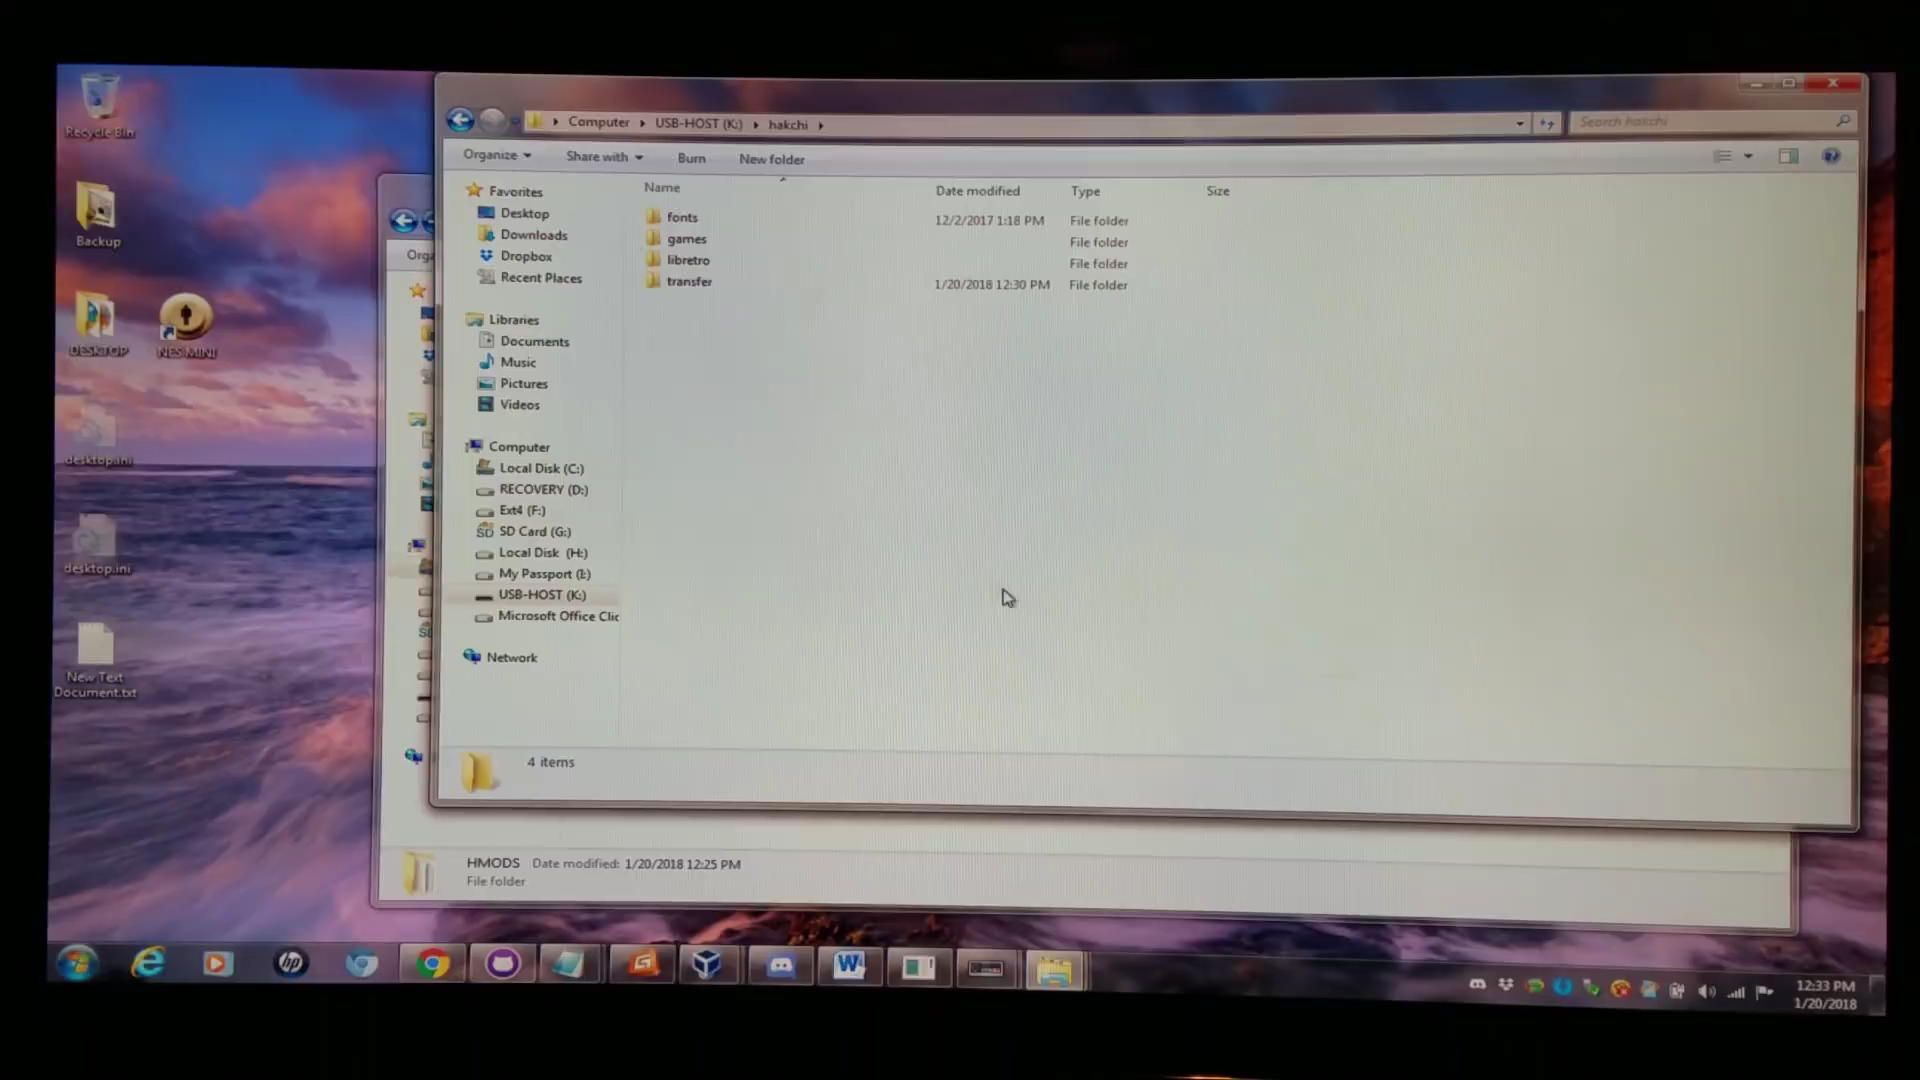 Recycle Bin
Backup
DESKTOP
NES MINI
desktop.ini
desktop.ini
New Text
Document.txt
Computer
USB-HOST (K:)
hakchi
Search hakchi
Organize
Share with
Burn
New folder
Orga
Favorites
Desktop
Downloads
Dropbox
Recent Places
Libraries
Documents
Music
Pictures
Videos
Computer
Local Disk (C:)
RECOVERY (D:)
Ext4 (F:)
SD Card (G:)
Local Disk (H:)
My Passport (I:)
USB-HOST (K:)
Microsoft Office Clic
Network
Name Date modified Type Size
fonts 12/2/2017 1:18 PM File folder
games File folder
libretro File folder
transfer 1/20/2018 12:30 PM File folder
4 items
HMODS Date modified: 1/20/2018 12:25 PM
File folder
hp
12:33 PM
1/20/2018